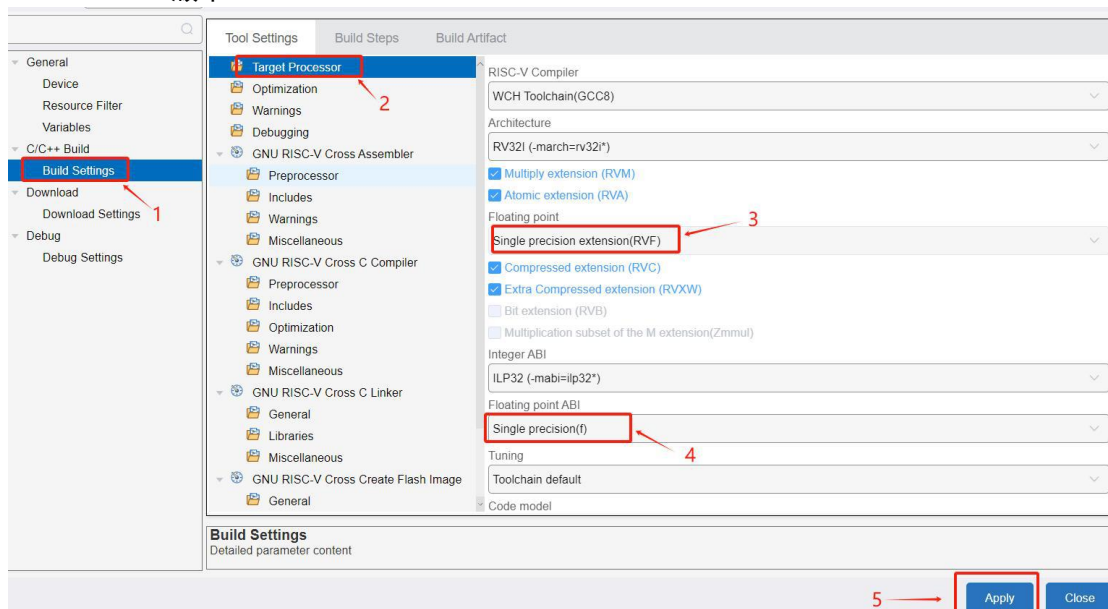 Tool Settings Build Steps Build Artifact
General
Device
Resource Filter
Variables
C/C++ Build
Build Settings
Download
Download Settings
Debug
Debug Settings
1
Target Processor
2
Optimization
Warnings
Debugging
GNU RISC-V Cross Assembler
Preprocessor
Includes
Warnings
Miscellaneous
GNU RISC-V Cross C Compiler
Preprocessor
Includes
Optimization
Warnings
Miscellaneous
GNU RISC-V Cross C Linker
General
Libraries
Miscellaneous
GNU RISC-V Cross Create Flash Image
General
RISC-V Compiler
WCH Toolchain(GCC8)
Architecture
RV32I (-march=rv32i*)
Multiply extension (RVM)
Atomic extension (RVA)
Floating point
3
Single precision extension(RVF)
Compressed extension (RVC)
Extra Compressed extension (RVXW)
Bit extension (RVB)
Multiplication subset of the M extension(Zmmul)
Integer ABI
ILP32 (-mabi=ilp32*)
Floating point ABI
Single precision(f)
4
Tuning
Toolchain default
Code model
Build Settings
Detailed parameter content
5
Apply
Close